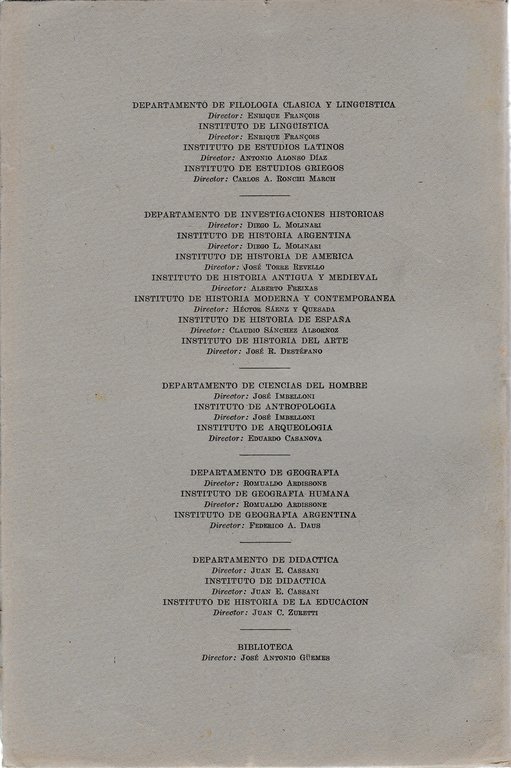 DEPARTAMENTO DE FILOLOGIA CLASICA Y LINGÜISTICA
Director: Enrique François
INSTITUTO DE LINGÜISTICA
Director: Enrique François
INSTITUTO DE ESTUDIOS LATINOS
Director: Antonio Alonso Díaz
INSTITUTO DE ESTUDIOS GRIEGOS
Director: Carlos A. Ronchi March
DEPARTAMENTO DE INVESTIGACIONES HISTORICAS
Director: Diego L. Molinari
INSTITUTO DE HISTORIA ARGENTINA
Director: Diego L. Molinari
INSTITUTO DE HISTORIA DE AMERICA
Director: José Torre Revello
INSTITUTO DE HISTORIA ANTIGUA Y MEDIEVAL
Director: Alberto Freixas
INSTITUTO DE HISTORIA MODERNA Y CONTEMPORANEA
Director: Héctor Sáenz y Quesada
INSTITUTO DE HISTORIA DE ESPAÑA
Director: Claudio Sánchez Albornoz
INSTITUTO DE HISTORIA DEL ARTE
Director: José R. Destéfano
DEPARTAMENTO DE CIENCIAS DEL HOMBRE
Director: José Imbelloni
INSTITUTO DE ANTROPOLOGIA
Director: José Imbelloni
INSTITUTO DE ARQUEOLOGIA
Director: Eduardo Casanova
DEPARTAMENTO DE GEOGRAFIA
Director: Romualdo Ardissone
INSTITUTO DE GEOGRAFIA HUMANA
Director: Romualdo Ardissone
INSTITUTO DE GEOGRAFIA ARGENTINA
Director: Federico A. Daus
DEPARTAMENTO DE DIDACTICA
Director: Juan E. Cassani
INSTITUTO DE DIDACTICA
Director: Juan E. Cassani
INSTITUTO DE HISTORIA DE LA EDUCACION
Director: Juan C. Zuretti
BIBLIOTECA
Director: José Antonio Güemes